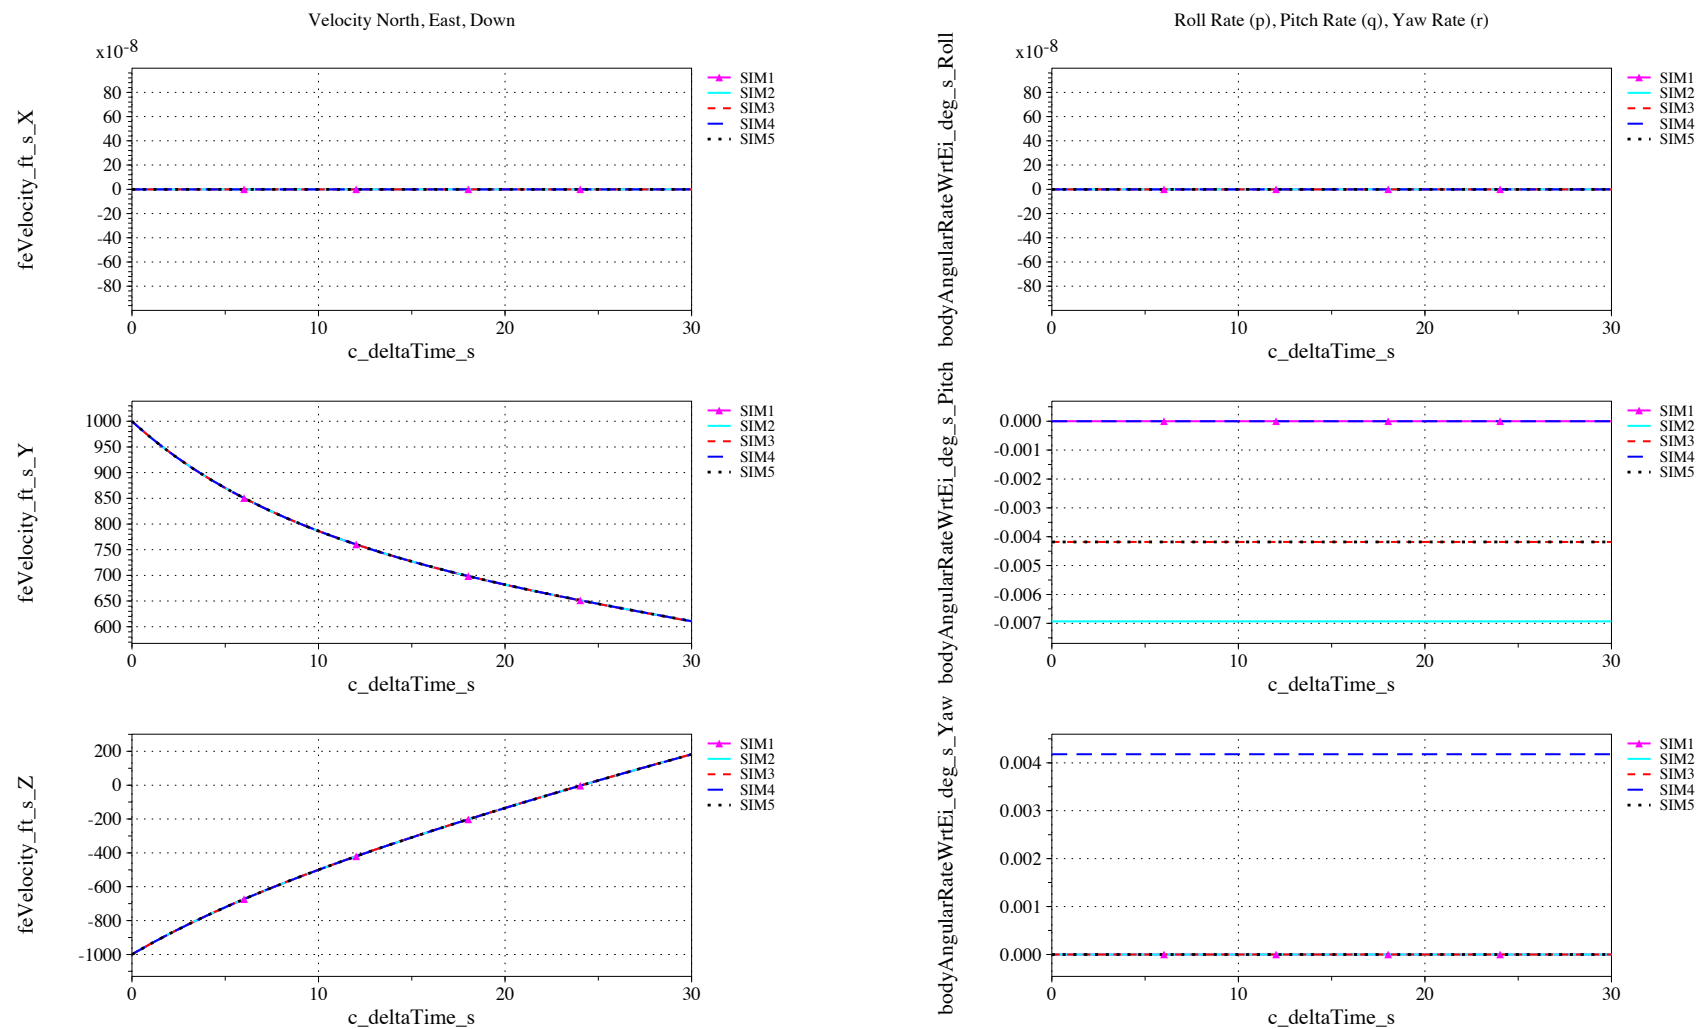 Velocity North, East, Down
x10-8
feVelocity_ft_s_X
80
60
40
20
0
-20
-40
-60
-80
0 10 20 30
c_deltaTime_s
SIM1
SIM2
SIM3
SIM4
SIM5
feVelocity_ft_s_Y
1000
950
900
850
800
750
700
650
600
0 10 20 30
c_deltaTime_s
SIM1
SIM2
SIM3
SIM4
SIM5
feVelocity_ft_s_Z
200
0
-200
-400
-600
-800
-1000
0 10 20 30
c_deltaTime_s
SIM1
SIM2
SIM3
SIM4
SIM5
Roll Rate (p), Pitch Rate (q), Yaw Rate (r)
x10-8
bodyAngularRateWrtEi_deg_s_Roll
80
60
40
20
0
-20
-40
-60
-80
0 10 20 30
c_deltaTime_s
SIM1
SIM2
SIM3
SIM4
SIM5
bodyAngularRateWrtEi_deg_s_Pitch
0.000
-0.001
-0.002
-0.003
-0.004
-0.005
-0.006
-0.007
0 10 20 30
c_deltaTime_s
SIM1
SIM2
SIM3
SIM4
SIM5
bodyAngularRateWrtEi_deg_s_Yaw
0.004
0.003
0.002
0.001
0.000
0 10 20 30
c_deltaTime_s
SIM1
SIM2
SIM3
SIM4
SIM5